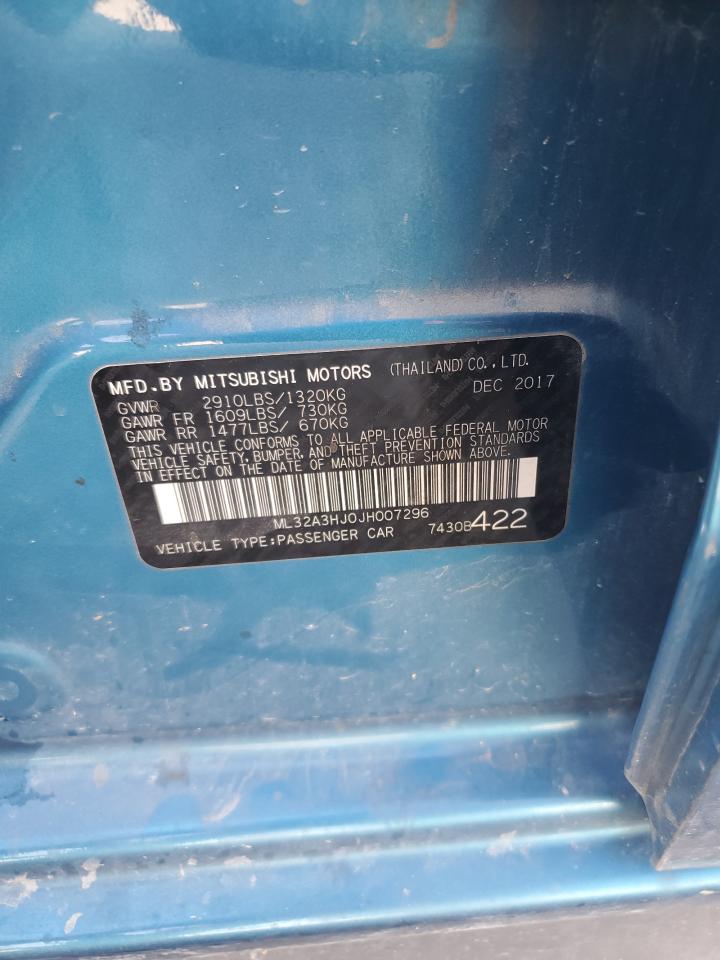 MFD.BY MITSUBISHI MOTORS (THAILAND)CO.,LTD.
GVWR 2910LBS/1320KG DEC 2017
GAWR FR 1609LBS/ 730KG
GAWR RR 1477LBS/ 670KG
THIS VEHICLE CONFORMS TO ALL APPLICABLE FEDERAL MOTOR
VEHICLE SAFETY,BUMPER,AND THEFT PREVENTION STANDARDS
IN EFFECT ON THE DATE OF MANUFACTURE SHOWN ABOVE.
ML32A3HJ0JH007296
VEHICLE TYPE:PASSENGER CAR 7430B422